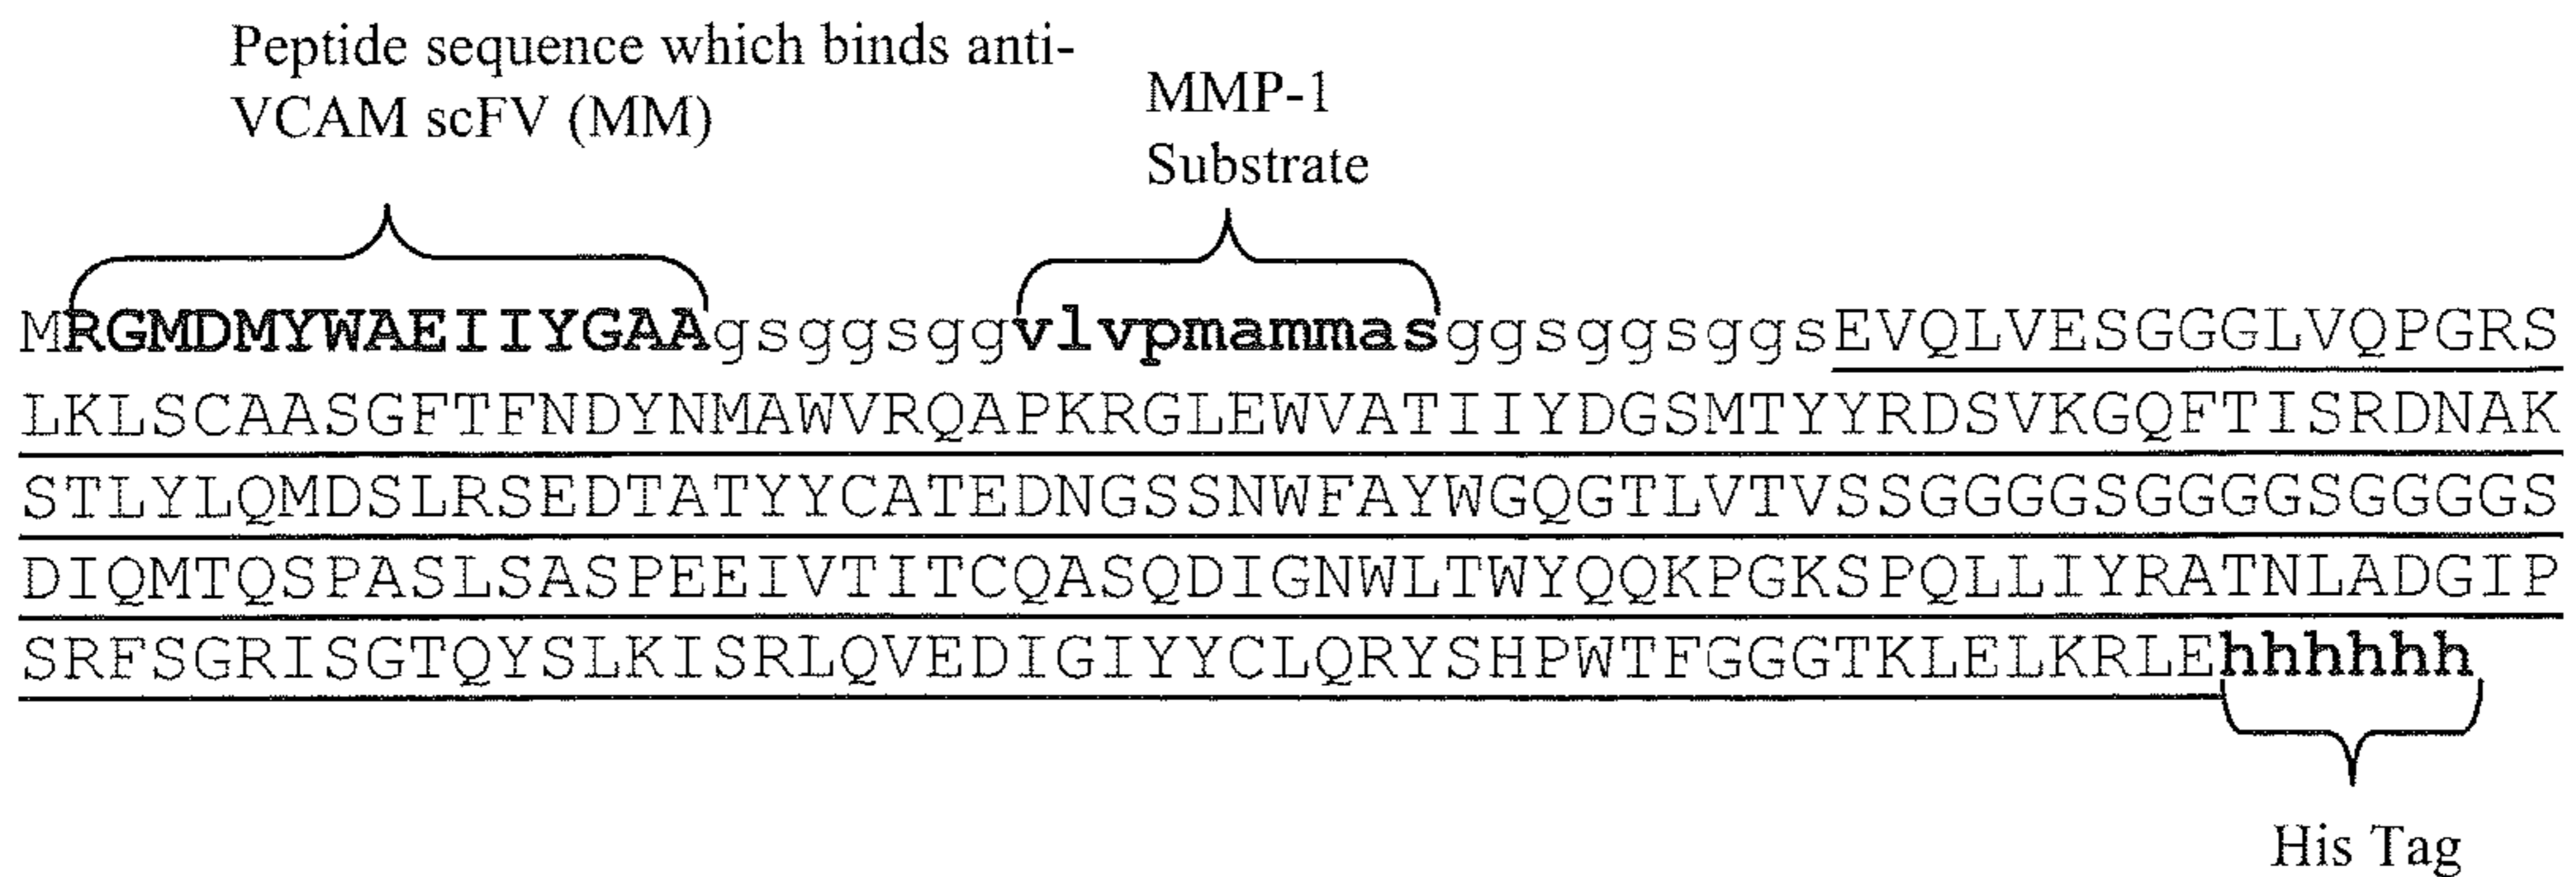 Peptide sequence which binds anti-
VCAM scFV (MM)
MMP-1
Substrate
MRGMDMYWAEIIYGAAgsggsggvlvpmammasggsggsggsEVQLVESGGGLVQPGRS
LKLSCAASGFTFNDYNMAWVRQAPKRGLEWVATIIYDGSMTYYRDSVKGQFTISRDNAK
STLYLQMDSLRSEDTATYYCATEDNGSSNWFAYWGQGTLVTVSSGGGGSGGGGSGGGGS
DIQMTQSPASLSASPEEIVTITCQASQDIGNWLTWYQQKPGKSPQLLIYRATNLADGIP
SRFSGRISGTQYSLKISRLQVEDIGIYYCLQRYSHPWTFGGGTKLELKRLEhhhhhh
His Tag